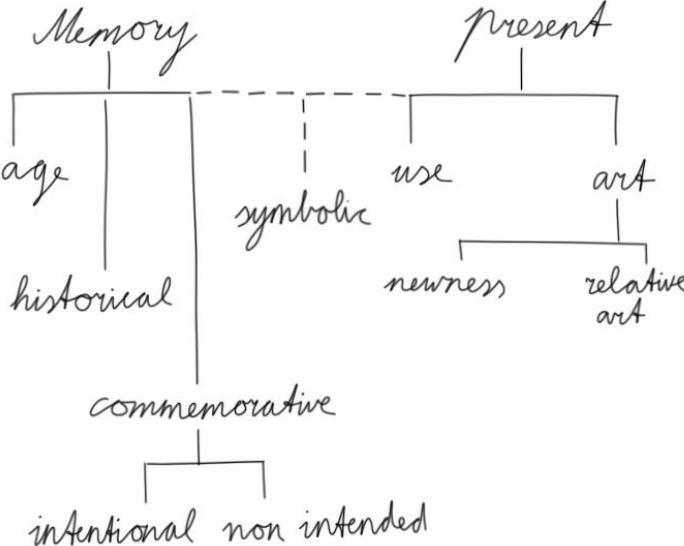 Memory present
age use art
symbolic
historical newness relative
art
commemorative
intentional non intended